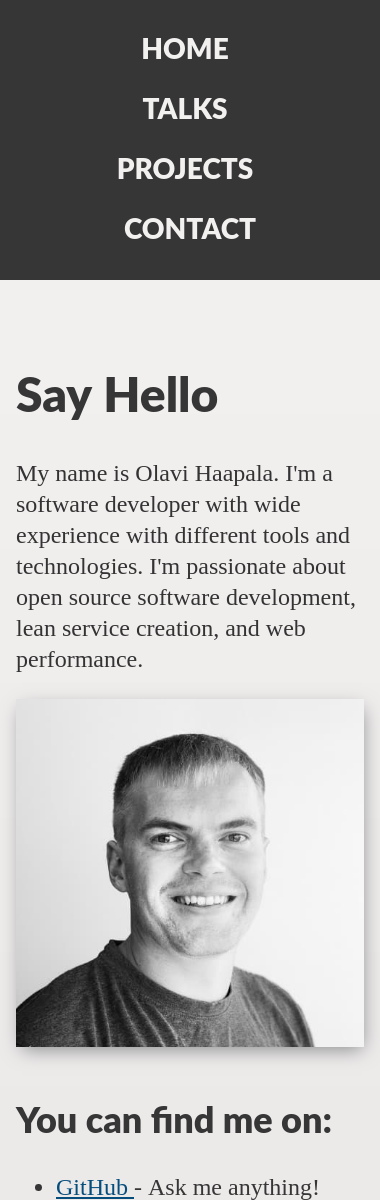 HOME
TALKS
PROJECTS
CONTACT
Say Hello
My name is Olavi Haapala. I'm a
software developer with wide
experience with different tools and
technologies. I'm passionate about
open source software development,
lean service creation, and web
performance.
You can find me on:
• GitHub - Ask me anything!